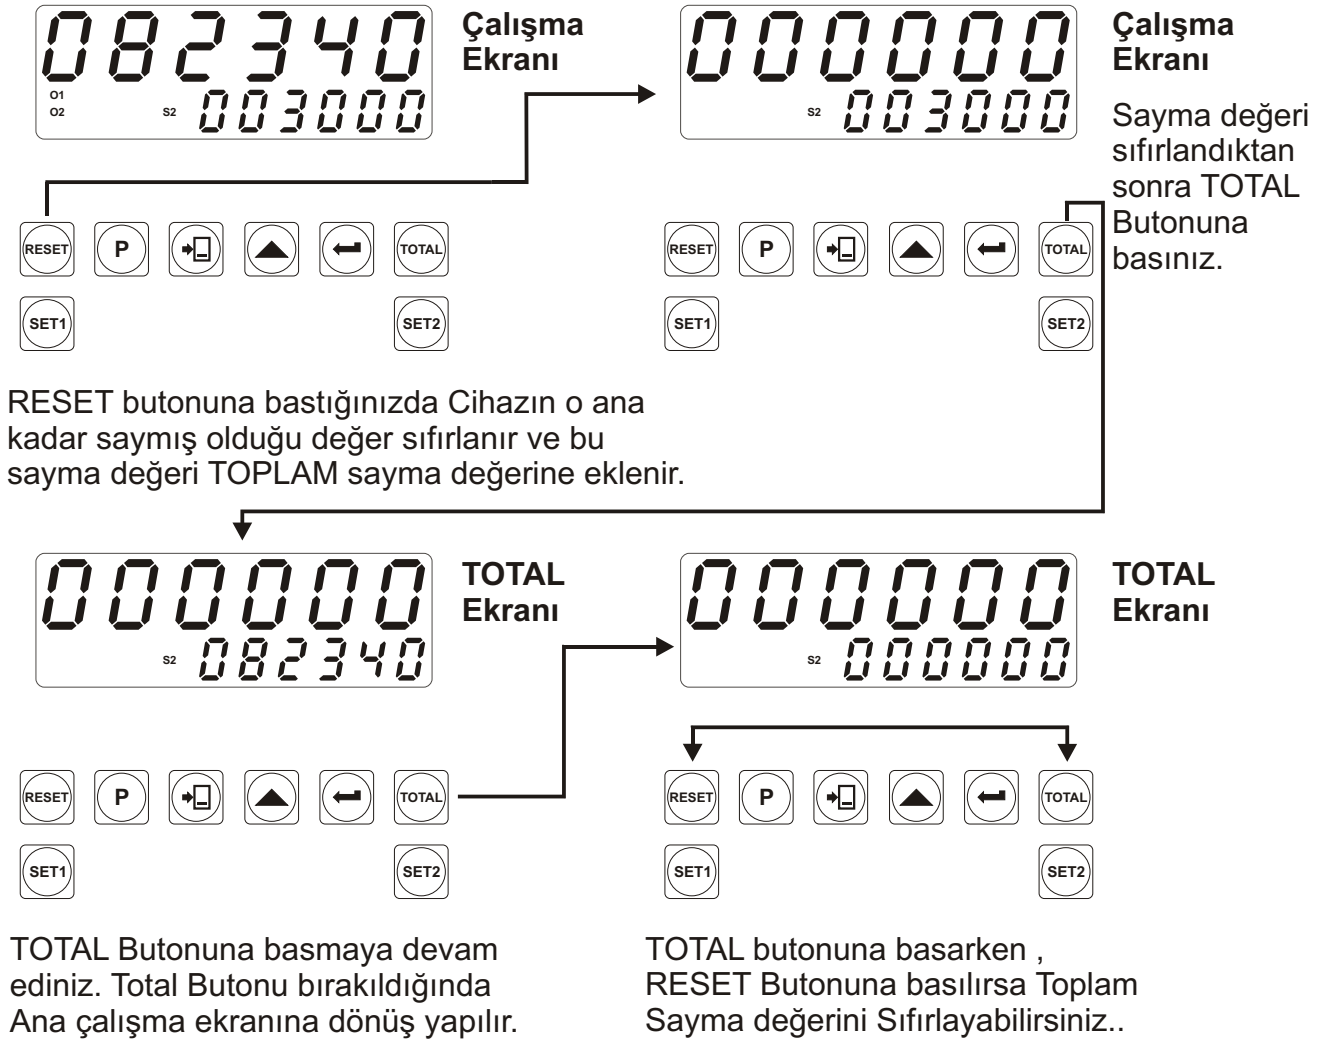 082340
O1
O2
S2
003000
Çalışma
Ekranı
000000
S2
003000
Çalışma
Ekranı
Sayma değeri
sıfırlandıktan
sonra TOTAL
Butonuna
basınız.
RESET
P
TOTAL
SET1
SET2
RESET
P
TOTAL
SET1
SET2
RESET butonuna bastığınızda Cihazın o ana
kadar saymış olduğu değer sıfırlanır ve bu
sayma değeri TOPLAM sayma değerine eklenir.
000000
S2
082340
TOTAL
Ekranı
000000
S2
000000
TOTAL
Ekranı
RESET
P
TOTAL
SET1
SET2
RESET
P
TOTAL
SET1
SET2
TOTAL Butonuna basmaya devam
ediniz. Total Butonu bırakıldığında
Ana çalışma ekranına dönüş yapılır.
TOTAL butonuna basarken ,
RESET Butonuna basılırsa Toplam
Sayma değerini Sıfırlayabilirsiniz..